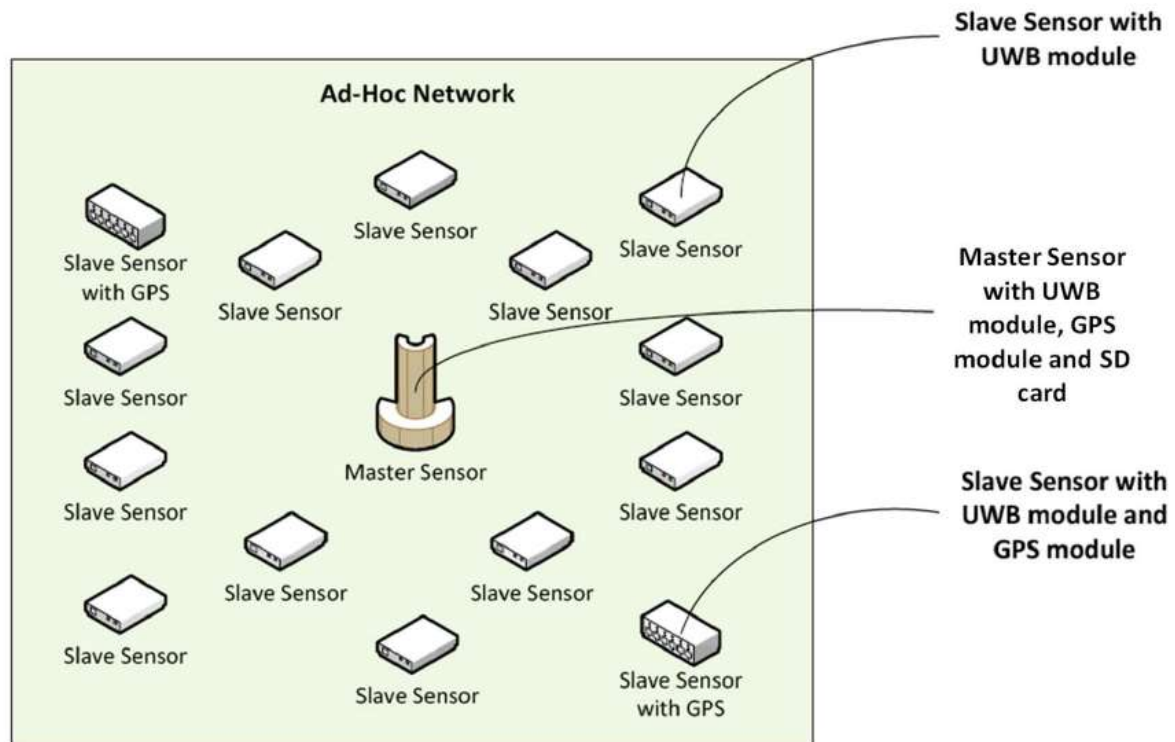 Slave Sensor with
UWB module
Ad-Hoc Network
Slave Sensor
Slave Sensor
Slave Sensor
with GPS
Slave Sensor
Slave Sensor
Master Sensor
with UWB
module, GPS
module and SD
card
Slave Sensor
Slave Sensor
Master Sensor
Slave Sensor
Slave Sensor
Slave Sensor with
UWB module and
GPS module
Slave Sensor
Slave Sensor
Slave Sensor
Slave Sensor
Slave Sensor
with GPS